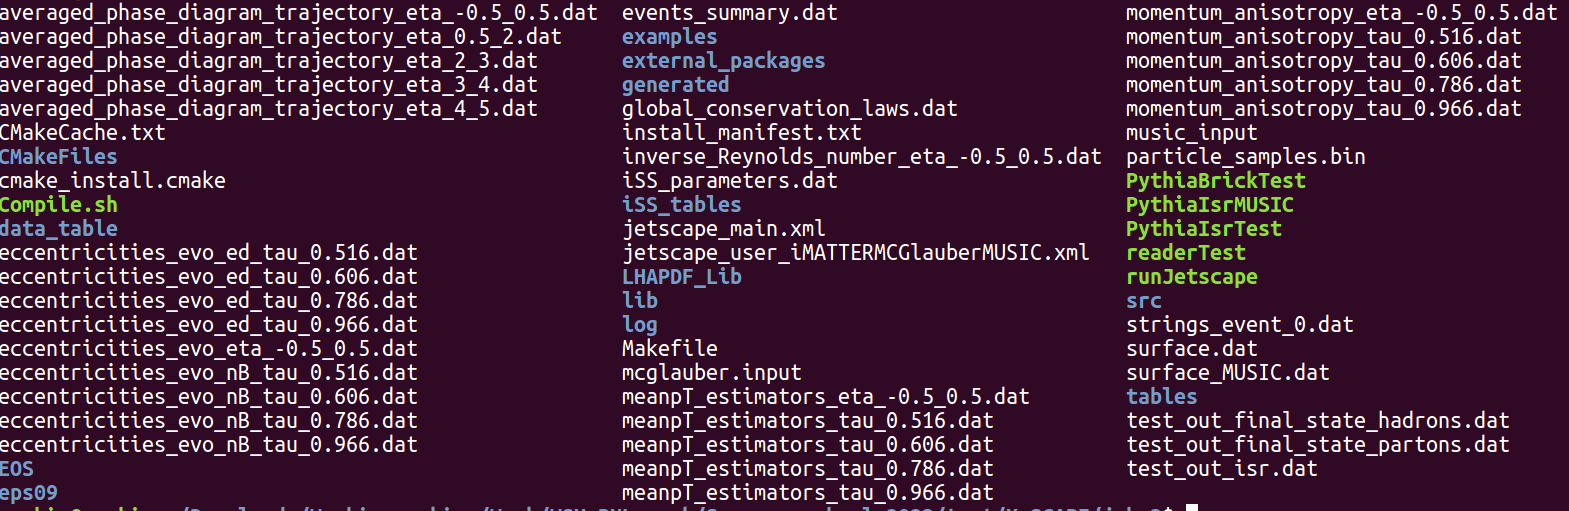 averaged_phase_diagram_trajectory_eta_-0.5_0.5.dat events_summary.dat momentum_anisotropy_eta_-0.5_0.5.dat
averaged_phase_diagram_trajectory_eta_0.5_2.dat examples momentum_anisotropy_tau_0.516.dat
averaged_phase_diagram_trajectory_eta_2_3.dat external_packages momentum_anisotropy_tau_0.606.dat
averaged_phase_diagram_trajectory_eta_3_4.dat generated momentum_anisotropy_tau_0.786.dat
averaged_phase_diagram_trajectory_eta_4_5.dat global_conservation_laws.dat momentum_anisotropy_tau_0.966.dat
CMakeCache.txt install_manifest.txt music_input
CMakeFiles inverse_Reynolds_number_eta_-0.5_0.5.dat particle_samples.bin
cmake_install.cmake iSS_parameters.dat PythiaBrickTest
Compile.sh iSS_tables PythiaIsrMUSIC
data_table jetscape_main.xml PythiaIsrTest
eccentricities_evo_ed_tau_0.516.dat jetscape_user_iMATTERMCGlauberMUSIC.xml readerTest
eccentricities_evo_ed_tau_0.606.dat LHAPDF_Lib runJetscape
eccentricities_evo_ed_tau_0.786.dat lib src
eccentricities_evo_ed_tau_0.966.dat log strings_event_0.dat
eccentricities_evo_eta_-0.5_0.5.dat Makefile surface.dat
eccentricities_evo_nB_tau_0.516.dat mcglauber.input surface_MUSIC.dat
eccentricities_evo_nB_tau_0.606.dat meanpT_estimators_eta_-0.5_0.5.dat tables
eccentricities_evo_nB_tau_0.786.dat meanpT_estimators_tau_0.516.dat test_out_final_state_hadrons.dat
eccentricities_evo_nB_tau_0.966.dat meanpT_estimators_tau_0.606.dat test_out_final_state_partons.dat
EOS meanpT_estimators_tau_0.786.dat test_out_isr.dat
eps09 meanpT_estimators_tau_0.966.dat